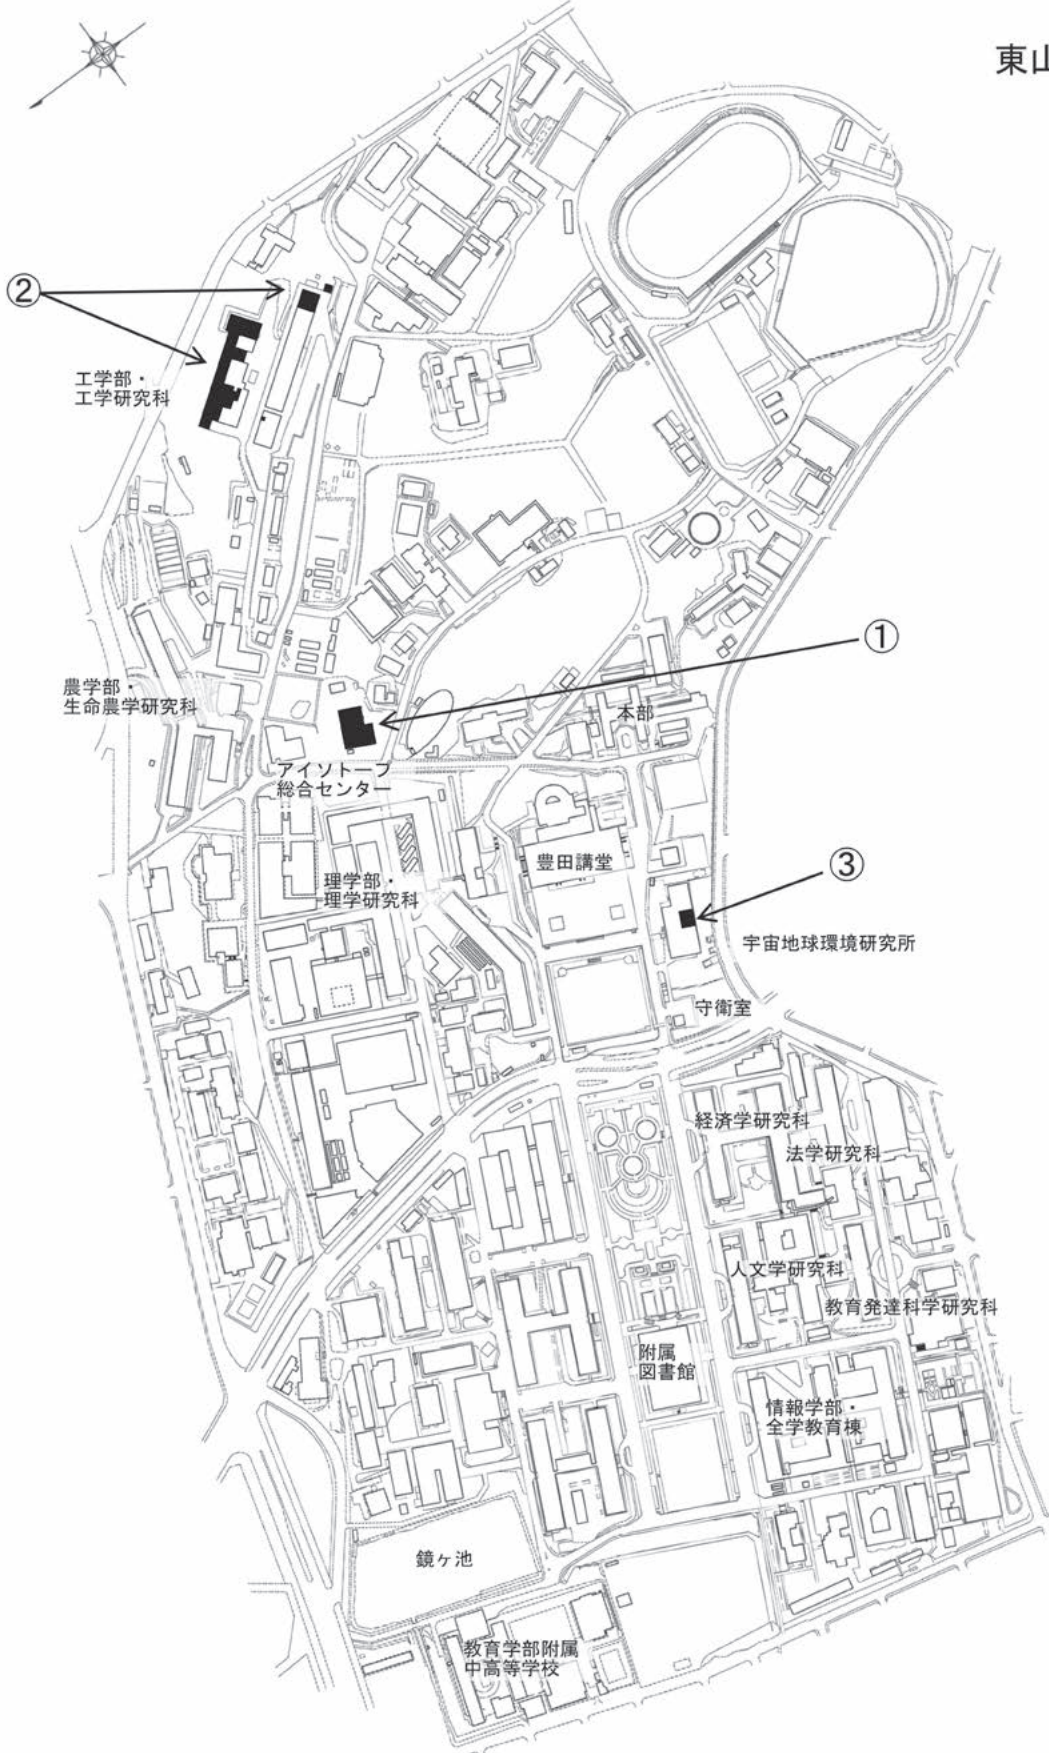 東山
②
工学部・
工学研究科
①
農学部・
生命農学研究科
本部
アイソトープ
総合センター
豊田講堂
③
理学部・
理学研究科
宇宙地球環境研究所
守衛室
経済学研究科
法学研究科
人文学研究科
教育発達科学研究科
附属
図書館
情報学部・
全学教育棟
鏡ヶ池
教育学部附属
中高等学校